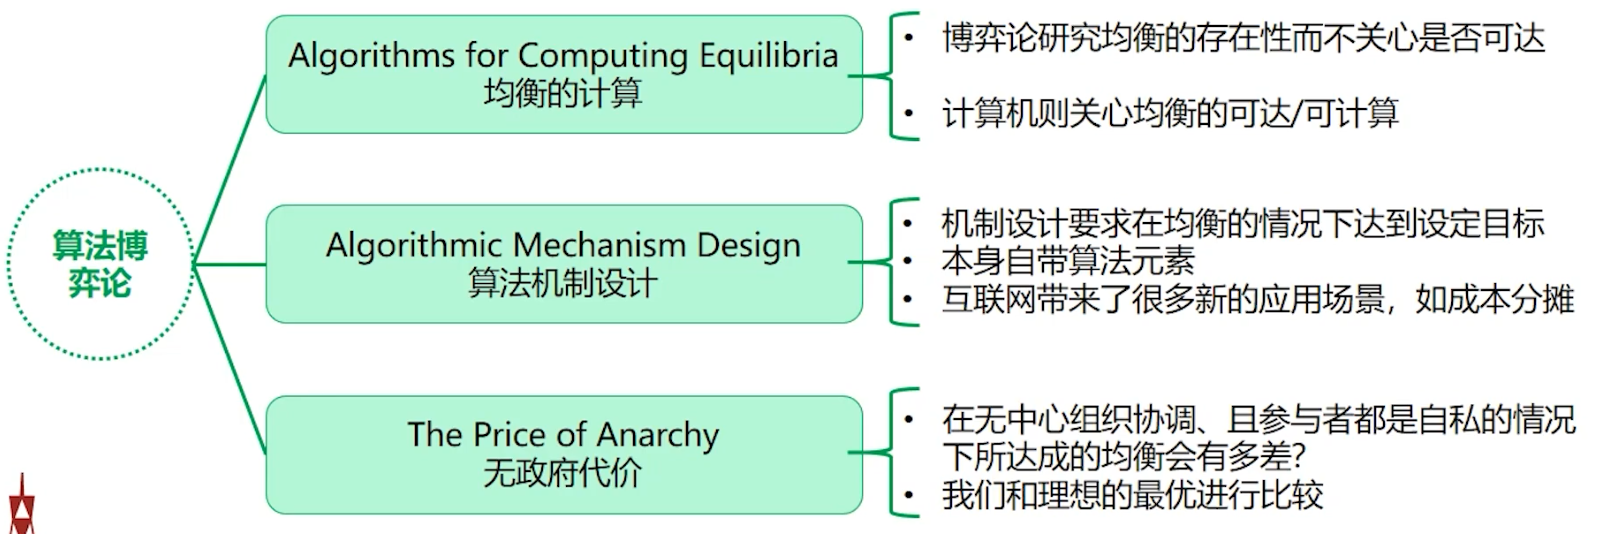 算法博
弈论
Algorithms for Computing Equilibria
均衡的计算
• 博弈论研究均衡的存在性而不关心是否可达
• 计算机则关心均衡的可达/可计算
Algorithmic Mechanism Design
算法机制设计
• 机制设计要求在均衡的情况下达到设定目标
• 本身自带算法元素
• 互联网带来了很多新的应用场景，如成本分摊
The Price of Anarchy
无政府代价
• 在无中心组织协调、且参与者都是自私的情况
下所达成的均衡会有多差?
• 我们和理想的最优进行比较